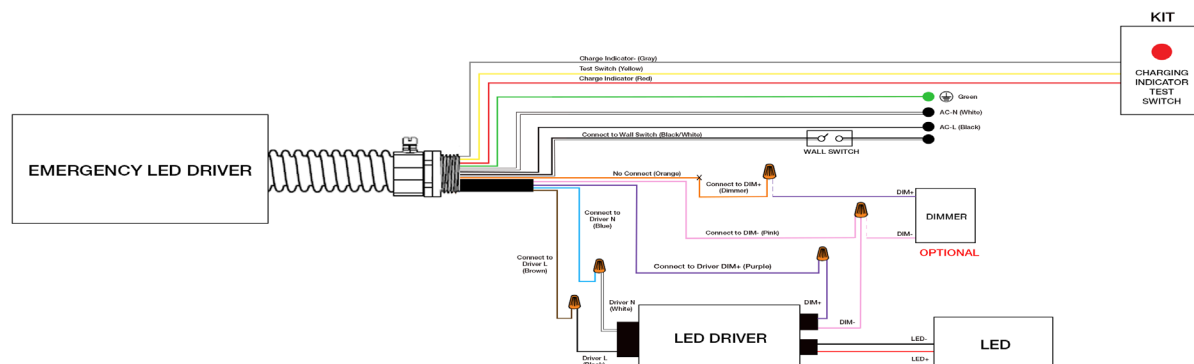 KIT
CHARGING
INDICATOR
TEST
SWITCH
Charge Indicator- (Gray)
Test Switch (Yellow)
Charge Indicator (Red)
Green
AC-N (White)
AC-L (Black)
Connect to Wall Switch (Black/White)
WALL SWITCH
EMERGENCY LED DRIVER
No Connect (Orange)
Connect to DIM+
(Dimmer)
DIM+
DIMMER
DIM-
OPTIONAL
Connect to
Driver N
(Blue)
Connect to DIM- (Pink)
Connect to
Driver L
(Brown)
Connect to Driver DIM+ (Purple)
Driver N
(White)
DIM+
DIM-
LED DRIVER
LED-
LED+
LED
Driver L
(Black)